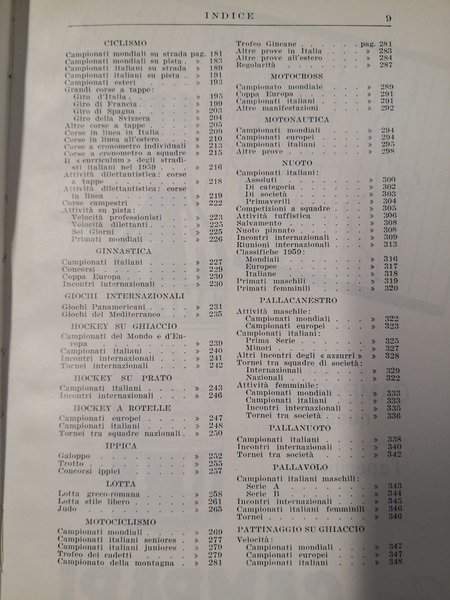 INDICE
9
CICLISMO
Campionati mondiali su strada pag. 181
Campionati mondiali su pista . » 183
Campionati italiani su strada » 189
Campionati italiani su pista . » 191
Campionati esteri . . . . . » 193
Grandi corse a tappe:
Giro d'Italia . . . . . . » 195
Giro di Francia . . . . . » 199
Giro di Spagna . . . . . » 203
Giro della Svizzera . . . . » 204
Altre corse a tappe . . . . » 205
Corse in linea in Italia . . . » 209
Corse in linea all'estero . . . » 210
Corse a cronometro individuali » 213
Corse a cronometro a squadre » 215
Il « curriculum » degli stradi-
sti italiani nel 1959 . . . . » 216
Attività dilettantistica: corse
a tappe . . . . . . . . » 218
Attività dilettantistica: corse
in linea . . . . . . . . » 219
Corse campestri . . . . . » 222
Attività su pista:
Velocità professionisti . . . » 223
Velocità dilettanti . . . . » 225
Sei Giorni . . . . . . . » 225
Primati mondiali . . . . » 226
GINNASTICA
Campionati italiani . . . . » 227
Concorsi . . . . . . . . » 229
Coppa Europa . . . . . . » 230
Incontri internazionali . . . » 230
GIOCHI INTERNAZIONALI
Giochi Panamericani . . . . » 231
Giochi del Mediterraneo . . . » 235
HOCKEY SU GHIACCIO
Campionati del Mondo e d'Eu-
ropa . . . . . . . . . » 239
Campionati italiani . . . . » 240
Incontri internazionali . . . » 241
Tornei internazionali . . . . » 242
HOCKEY SU PRATO
Campionati italiani . . . . » 243
Incontri internazionali . . . » 246
HOCKEY A ROTELLE
Campionati europei . . . . » 247
Campionati italiani . . . . » 248
Tornei tra squadre nazionali . » 250
IPPICA
Galoppo . . . . . . . . » 252
Trotto . . . . . . . . . » 255
Concorsi ippici . . . . . . » 257
LOTTA
Lotta greco-romana . . . . » 258
Lotta stile libero . . . . . » 261
Judo . . . . . . . . . » 265
MOTOCICLISMO
Campionati mondiali . . . . » 269
Campionati italiani seniores . » 277
Campionati italiani juniores . » 279
Trofeo dei cadetti . . . . . » 279
Campionato della montagna . » 281
Trofeo Gincane . . . . . . pag. 281
Altre prove in Italia . . . . » 283
Altre prove all'estero . . . . » 284
Regolarità . . . . . . . » 287
MOTOCROSS
Campionato mondiale . . . » 289
Coppa Europa . . . . . . » 291
Campionati italiani . . . . » 291
Altre manifestazioni . . . . » 292
MOTONAUTICA
Campionati mondiali . . . . » 294
Campionati europei . . . . » 294
Campionati italiani . . . . » 295
Altre prove . . . . . . . » 298
NUOTO
Campionati italiani:
Assoluti . . . . . . . . » 300
Di categoria . . . . . . » 302
Di società . . . . . . . » 303
Primaverili . . . . . . . » 304
Competizioni a squadre . . . » 305
Attività tuffistica . . . . . » 306
Salvamento . . . . . . . » 308
Nuoto pinnato . . . . . . » 308
Incontri internazionali . . . » 309
Riunioni internazionali . . . » 313
Classifiche 1959:
Mondiali . . . . . . . » 316
Europee . . . . . . . . » 317
Italiane . . . . . . . . » 318
Primati maschili . . . . . » 319
Primati femminili . . . . . » 320
PALLACANESTRO
Attività maschile:
Campionati mondiali . . . » 322
Campionati europei . . . » 323
Campionati italiani:
Prima Serie . . . . . . » 325
Minori . . . . . . . . » 327
Altri incontri degli « azzurri » » 328
Tornei tra squadre di società:
Internazionali . . . . . » 329
Nazionali . . . . . . . » 322
Attività femminile:
Campionati mondiali . . . » 333
Campionati italiani . . . » 333
Incontri internazionali . . » 335
Tornei tra società . . . . » 336
PALLANUOTO
Campionati italiani . . . . » 338
Incontri internazionali . . . » 340
Tornei tra società . . . . . » 342
PALLAVOLO
Campionati italiani maschili:
Serie A . . . . . . . . » 343
Serie B . . . . . . . . » 344
Incontri internazionali . . . » 345
Campionati italiani femminili » 346
Tornei . . . . . . . . . » 346
PATTINAGGIO SU GHIACCIO
Velocità:
Campionati mondiali . . . » 347
Campionati europei . . . » 347
Campionati italiani . . . » 348